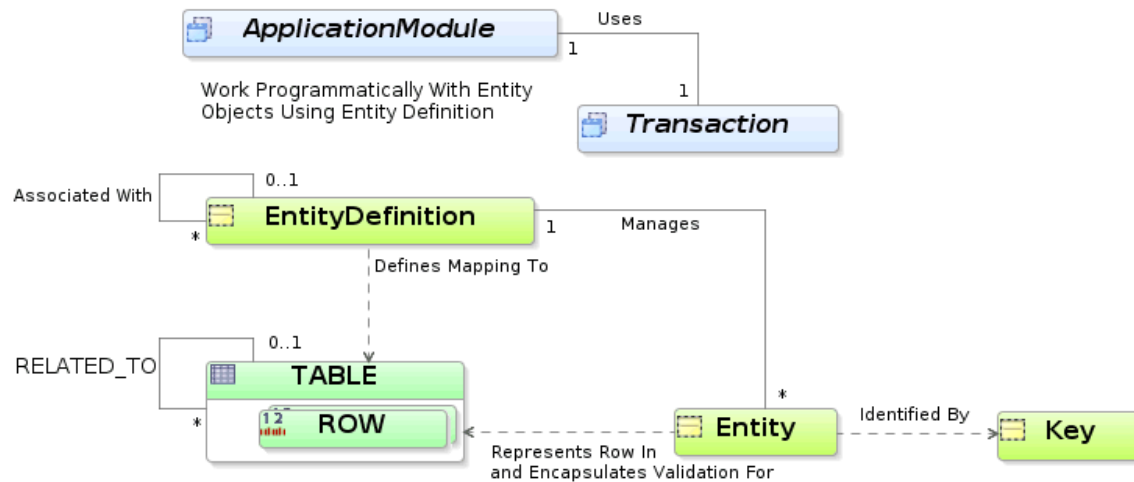 Uses
ApplicationModule
1
Work Programmatically With Entity
Objects Using Entity Definition
1
Transaction
0..1
Associated With
EntityDefinition
1
Manages
*
Defines Mapping To
0..1
RELATED_TO
TABLE
*
*
1 2
ROW
Entity
Identified By
Key
Represents Row In
and Encapsulates Validation For